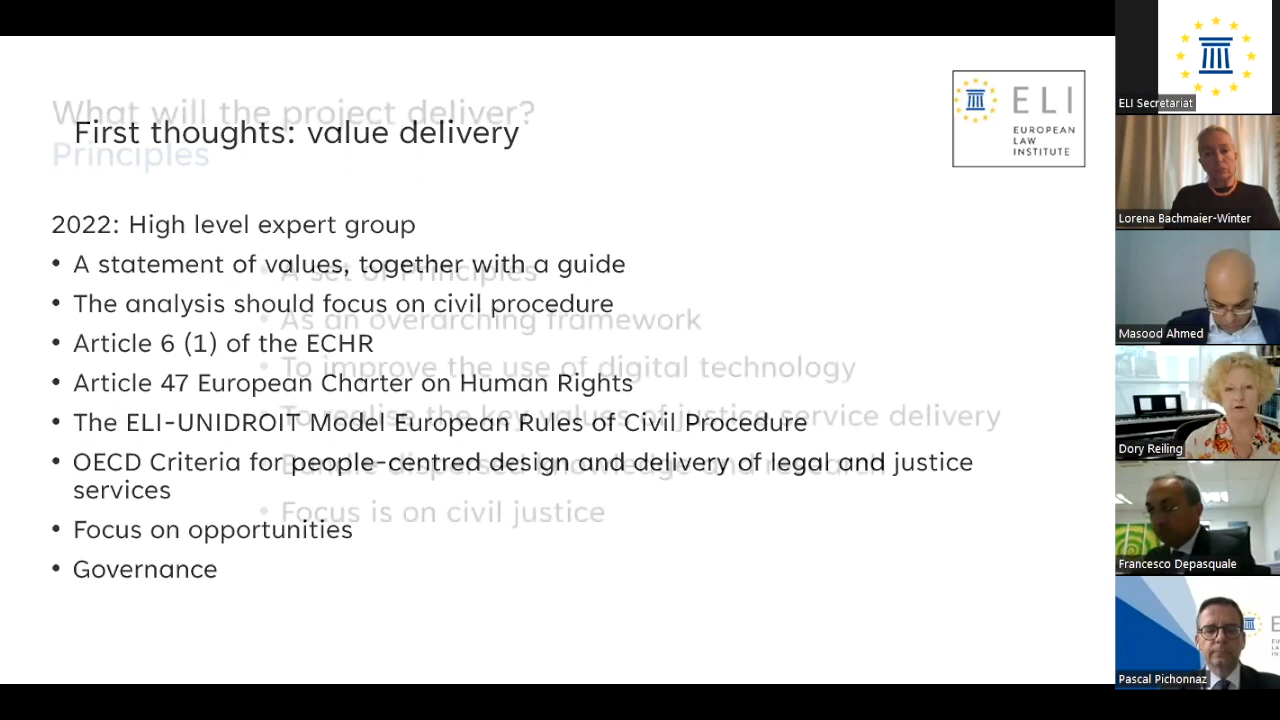 What will the project deliver?
First thoughts: value delivery
Principles
2022: High level expert group
• A statement of values, together with a guide
• A set of Principles
• The analysis should focus on civil procedure
• As an overarching framework
• Article 6 (1) of the ECHR
• To improve the use of digital technology
• Article 47 European Charter on Human Rights
• To realise the key values of justice service delivery
• The ELI-UNIDROIT Model European Rules of Civil Procedure
• OECD Criteria for people-centred design and delivery of legal and justice
services
• Focus is on civil justice
• Focus on opportunities
• Governance
ELI
EUROPEAN
LAW
INSTITUTE
ELI Secretariat
Lorena Bachmaier-Winter
Masood Ahmed
Dory Reiling
Francesco Depasquale
Pascal Pichonnaz